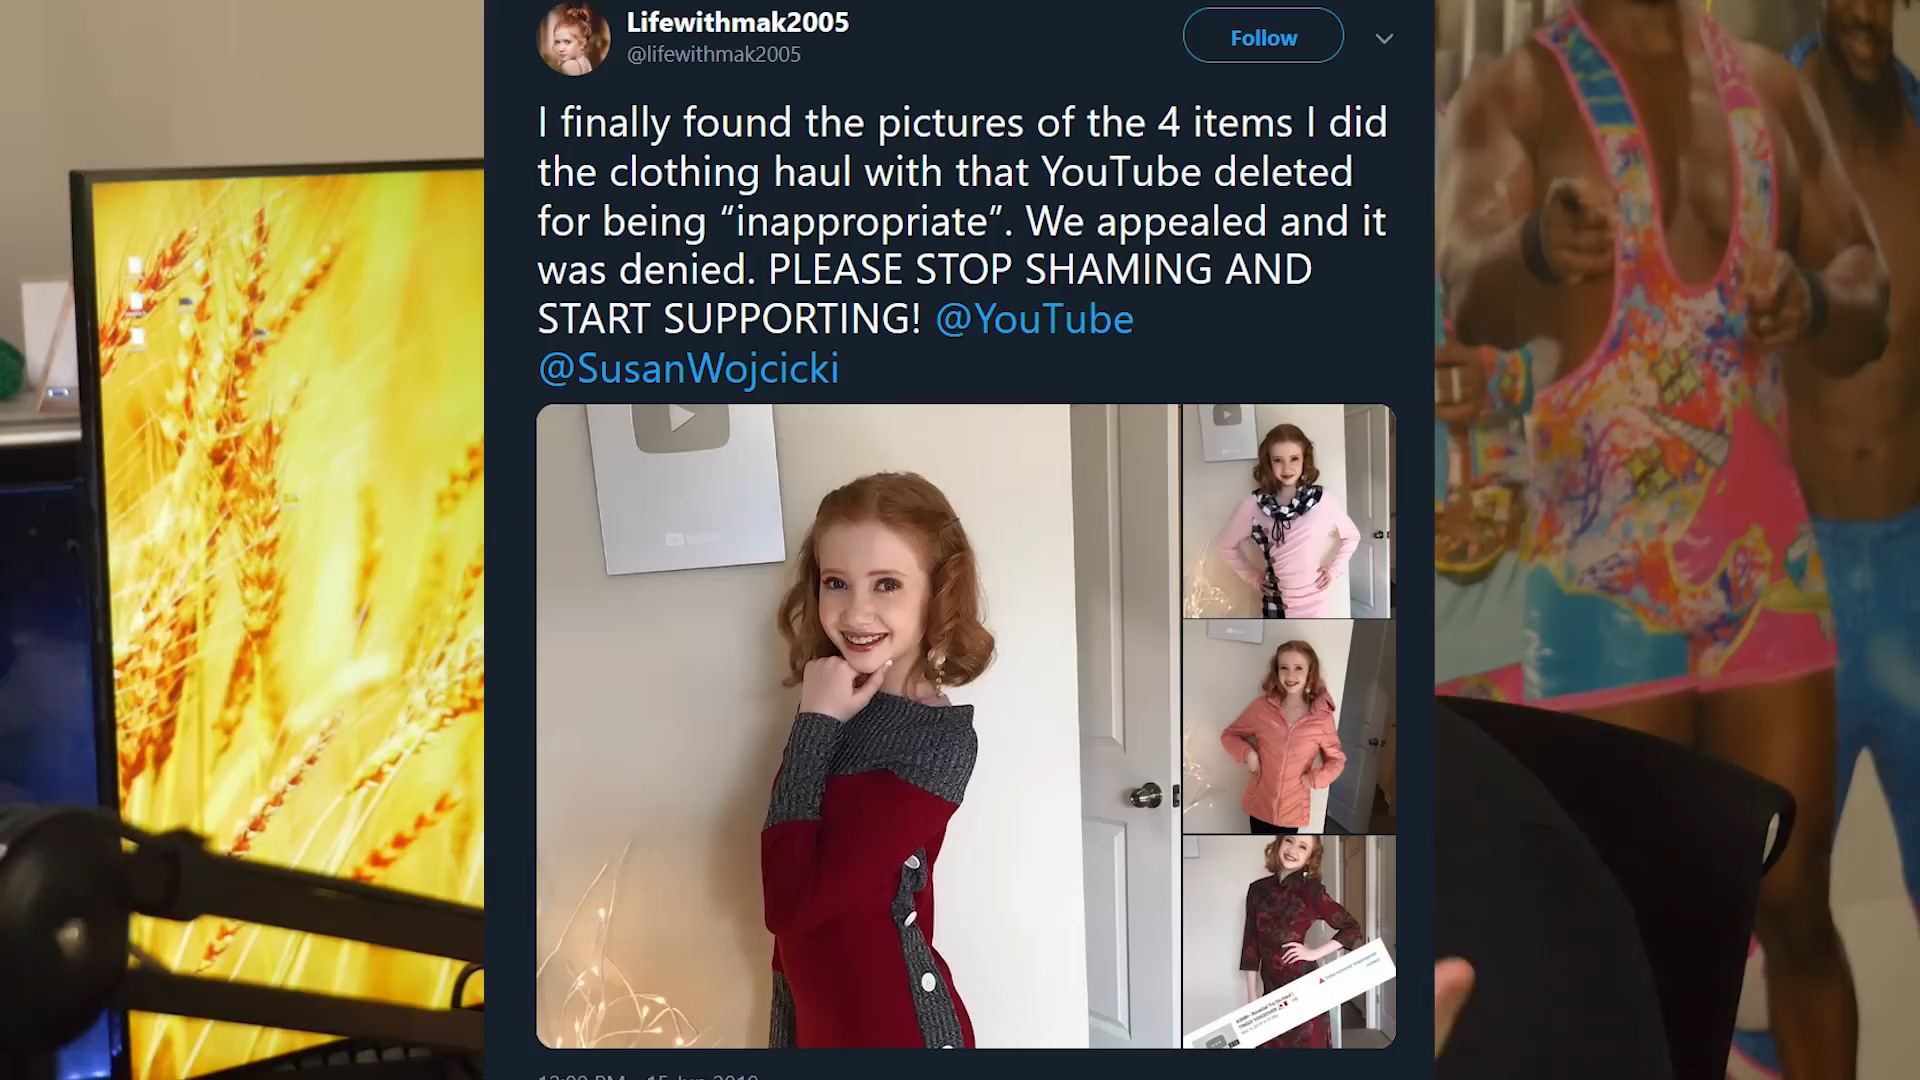 Lifewithmak2005
@lifewithmak2005
Follow
I finally found the pictures of the 4 items I did
the clothing haul with that YouTube deleted
for being “inappropriate”. We appealed and it
was denied. PLEASE STOP SHAMING AND
START SUPPORTING! @YouTube
@SusanWojcicki
YouTube